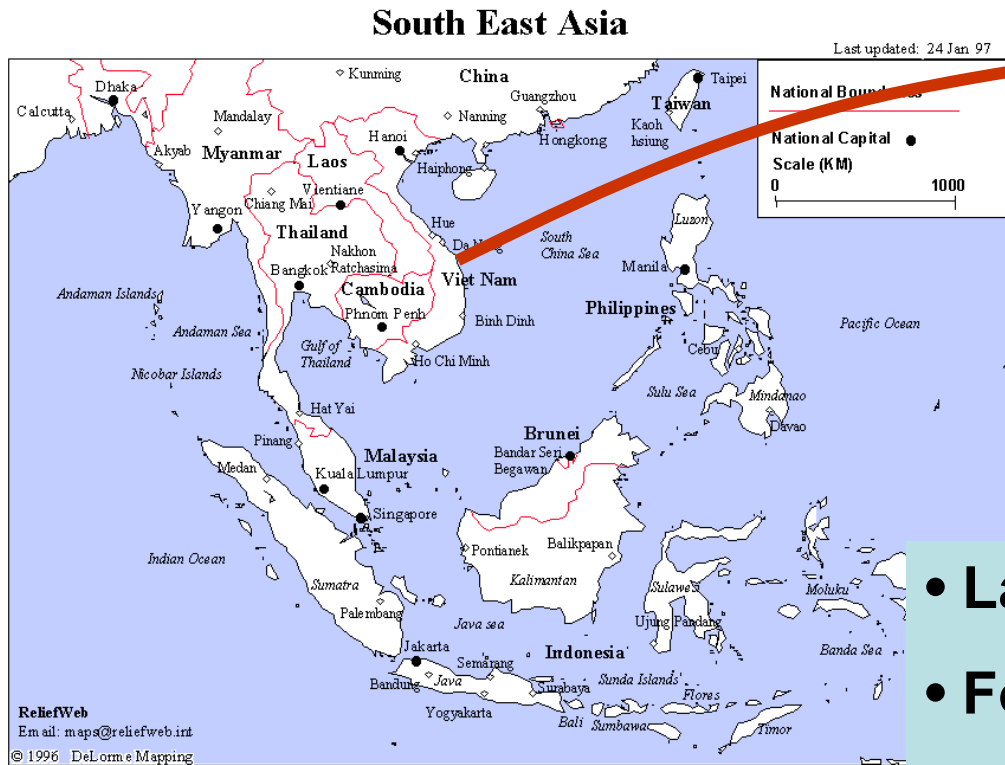 South East Asia
Last updated: 24 Jan 97
Kunming
China
Taipei
Dhaka
Guangzhou
Taiwan
National
National Capital
Scale (KM)
0 1000
Calcutta
Mandalay
Nanning
Kaoh
hsiung
Hanoi
Hongkong
Akyab
Myanmar
Laos
Haiphong
Vientiane
Chiang Mai
Yangon
Luzon
Hue
Thailand
Da Nang
South
China Sea
Nakhon
Ratchasima
Bangkok
Viet Nam
Manila
Andaman Islands
Cambodia
Philippines
Phnom Penh
Binh Dinh
Pacific Ocean
Andaman Sea
Gulf of
Thailand
Ho Chi Minh
Cebu
Nicobar Islands
Sulu Sea
Mindanao
Hat Yai
Davao
Brunei
Pinang
Malaysia
Bandar Seri
Begawan
Medan
Kuala Lumpur
Singapore
Indian Ocean
Pontianek
Balikpapan
Kalimantan
Sumatra
Sulawesi
Moluku
• La
Palembang
Java sea
Ujung Pandang
Jakarta
Indonesia
Banda Sea
Semarang
Bandung
Java
Sunda Islands
Surabaya
Flores
• Fo
Yogyakarta
Bali
Sumbawa
Timor
ReliefWeb
Email: maps@reliefweb.int
© 1996 DeLorme Mapping